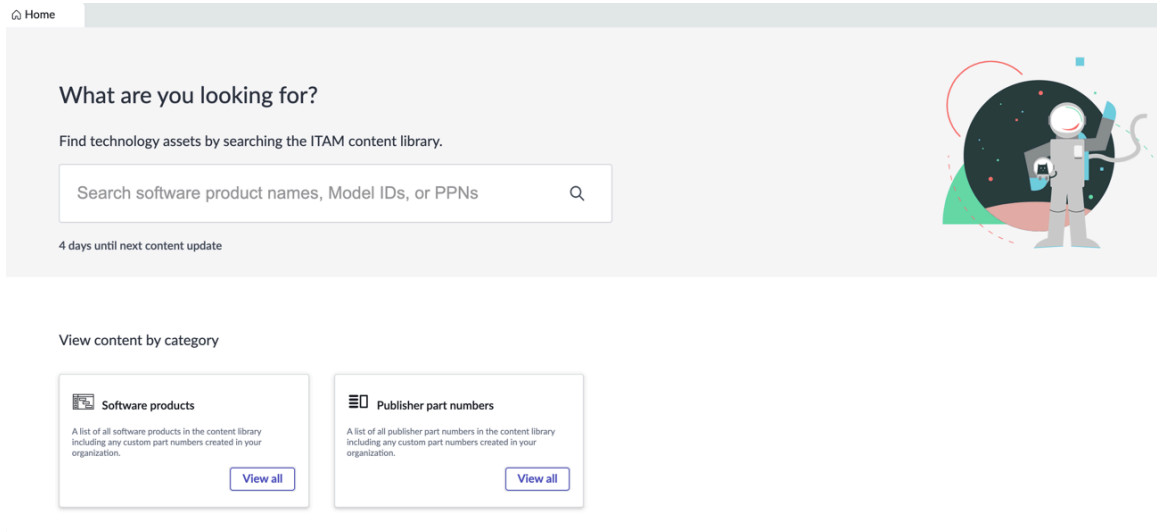 Home
What are you looking for?
Find technology assets by searching the ITAM content library.
Search software product names, Model IDs, or PPNs
4 days until next content update
View content by category
Software products
A list of all software products in the content library
including any custom part numbers created in your
organization.
View all
Publisher part numbers
A list of all publisher part numbers in the content library
including any custom part numbers created in your
organization.
View all